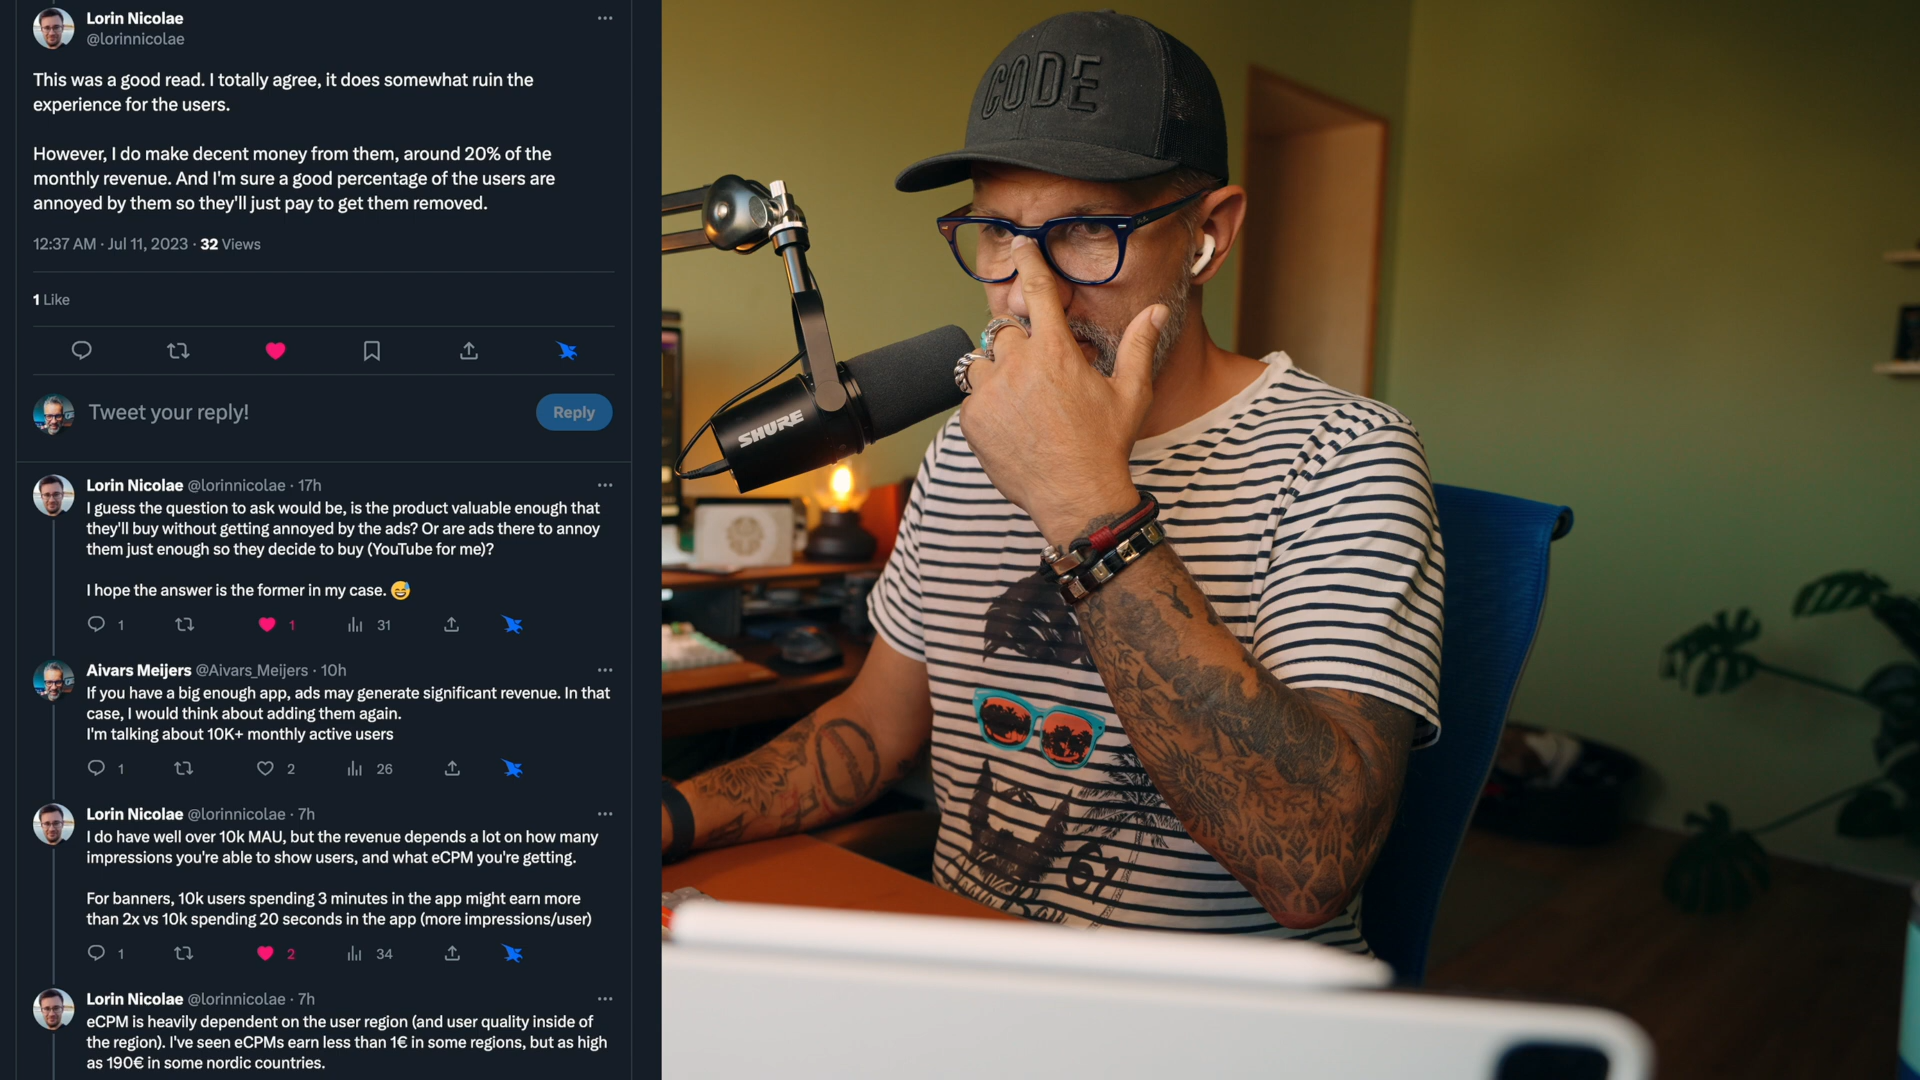 Lorin Nicolae
@lorinnicolae
This was a good read. I totally agree, it does somewhat ruin the
experience for the users.
However, I do make decent money from them, around 20% of the
monthly revenue. And I'm sure a good percentage of the users are
annoyed by them so they'll just pay to get them removed.
12:37 AM · Jul 11, 2023 · 32 Views
1 Like
Tweet your reply!
Reply
Lorin Nicolae @lorinnicolae · 17h
I guess the question to ask would be, is the product valuable enough that
they'll buy without getting annoyed by the ads? Or are ads there to annoy
them just enough so they decide to buy (YouTube for me)?
I hope the answer is the former in my case. 😅
1 1 31
Aivars Meijers @Aivars_Meijers · 10h
If you have a big enough app, ads may generate significant revenue. In that
case, I would think about adding them again.
I'm talking about 10K+ monthly active users
1 2 26
Lorin Nicolae @lorinnicolae · 7h
I do have well over 10k MAU, but the revenue depends a lot on how many
impressions you're able to show users, and what eCPM you're getting.
For banners, 10k users spending 3 minutes in the app might earn more
than 2x vs 10k spending 20 seconds in the app (more impressions/user)
1 2 34
Lorin Nicolae @lorinnicolae · 7h
eCPM is heavily dependent on the user region (and user quality inside of
the region). I've seen eCPMs earn less than 1€ in some regions, but as high
as 190€ in some nordic countries.
CODE
SHURE
67